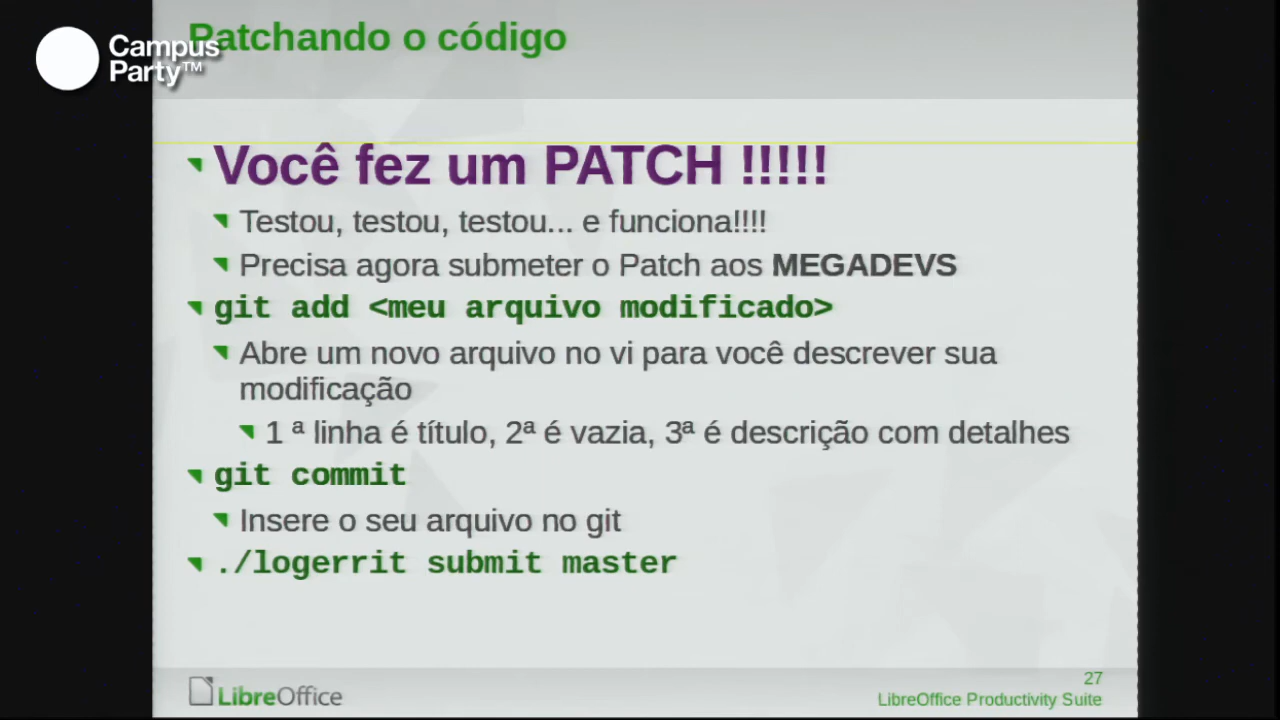 Patchando o código
Campus
Party™
Você fez um PATCH !!!!!
Testou, testou, testou... e funciona!!!!
Precisa agora submeter o Patch aos MEGADEVS
git add <meu arquivo modificado>
Abre um novo arquivo no vi para você descrever sua
modificação
1 ª linha é título, 2ª é vazia, 3ª é descrição com detalhes
git commit
Insere o seu arquivo no git
./logerrit submit master
LibreOffice
27
LibreOffice Productivity Suite